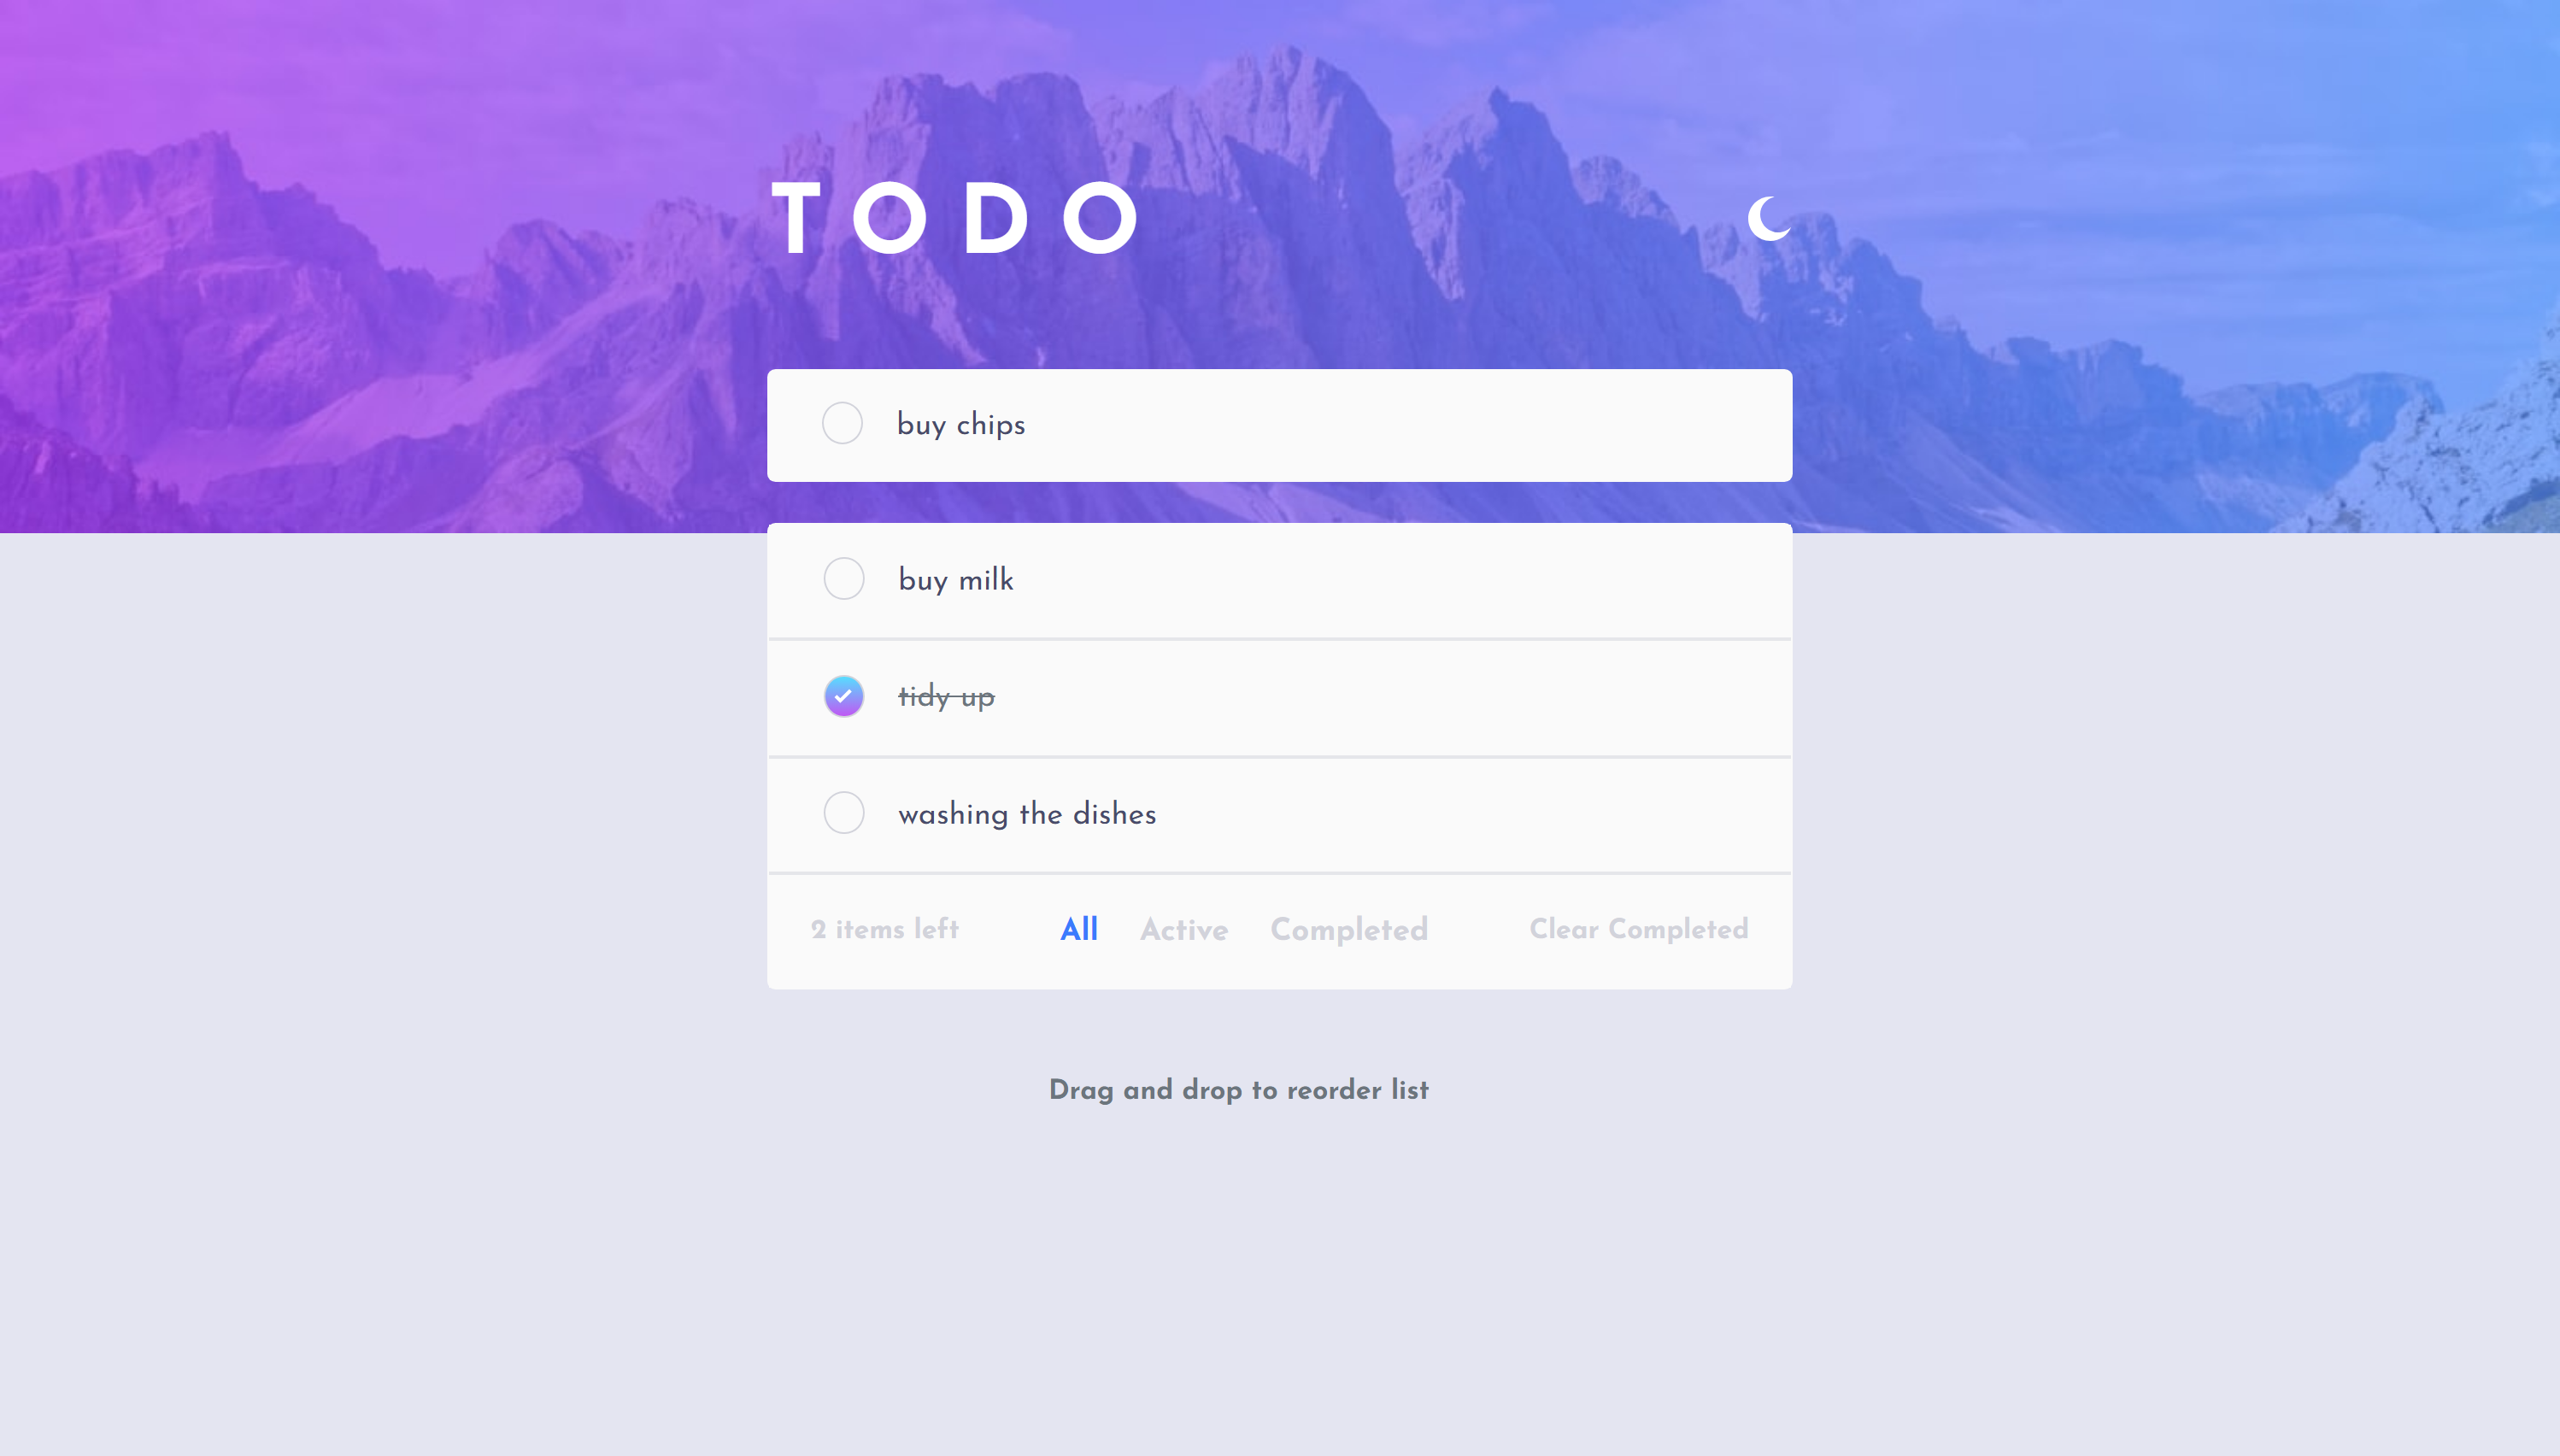 TODO
buy chips
buy milk
tidy up
washing the dishes
2 items left All Active Completed Clear Completed
Drag and drop to reorder list